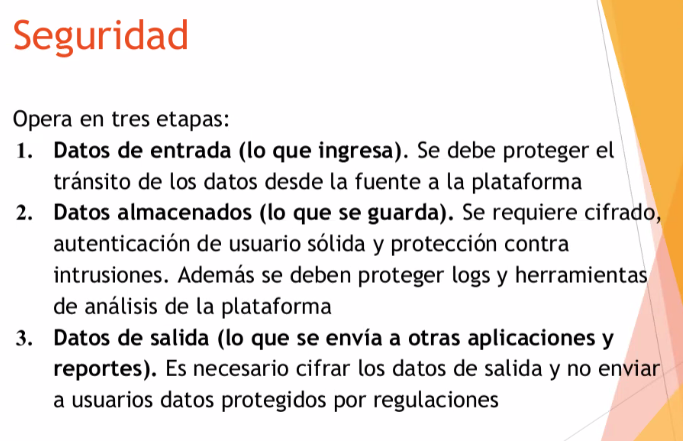 Seguridad
Opera en tres etapas:
1. Datos de entrada (lo que ingresa). Se debe proteger el
tránsito de los datos desde la fuente a la plataforma
2. Datos almacenados (lo que se guarda). Se requiere cifrado,
autenticación de usuario sólida y protección contra
intrusiones. Además se deben proteger logs y herramientas
de análisis de la plataforma
3. Datos de salida (lo que se envía a otras aplicaciones y
reportes). Es necesario cifrar los datos de salida y no enviar
a usuarios datos protegidos por regulaciones